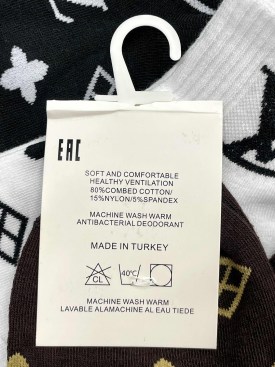 EAC
SOFT AND COMFORTABLE
HEALTHY VENTILATION
80%COMBED COTTON/
15%NYLON/5%SPANDEX
MACHINE WASH WARM
ANTIBACTERIAL DEODORANT
MADE IN TURKEY
CL 40°C
MACHINE WASH WARM
LAVABLE ALAMACHINE AL EAU TIEDE